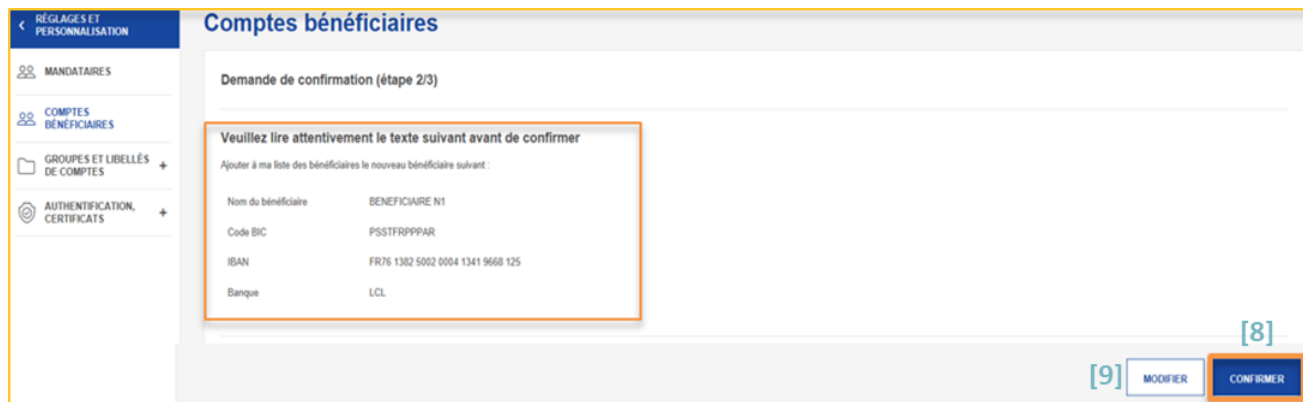 RÉGLAGES ET
PERSONNALISATION
MANDATAIRES
COMPTES
BÉNÉFICIAIRES
GROUPES ET LIBELLÉS
DE COMPTES
+
AUTHENTIFICATION,
CERTIFICATS
+
Comptes bénéficiaires
Demande de confirmation (étape 2/3)
Veuillez lire attentivement le texte suivant avant de confirmer
Ajouter à ma liste des bénéficiaires le nouveau bénéficiaire suivant :
Nom du bénéficiaire BENEFICIAIRE N1
Code BIC PSSTFRPPPAR
IBAN FR76 1382 5002 0004 1341 9668 125
Banque LCL
[8]
[9] MODIFIER CONFIRMER